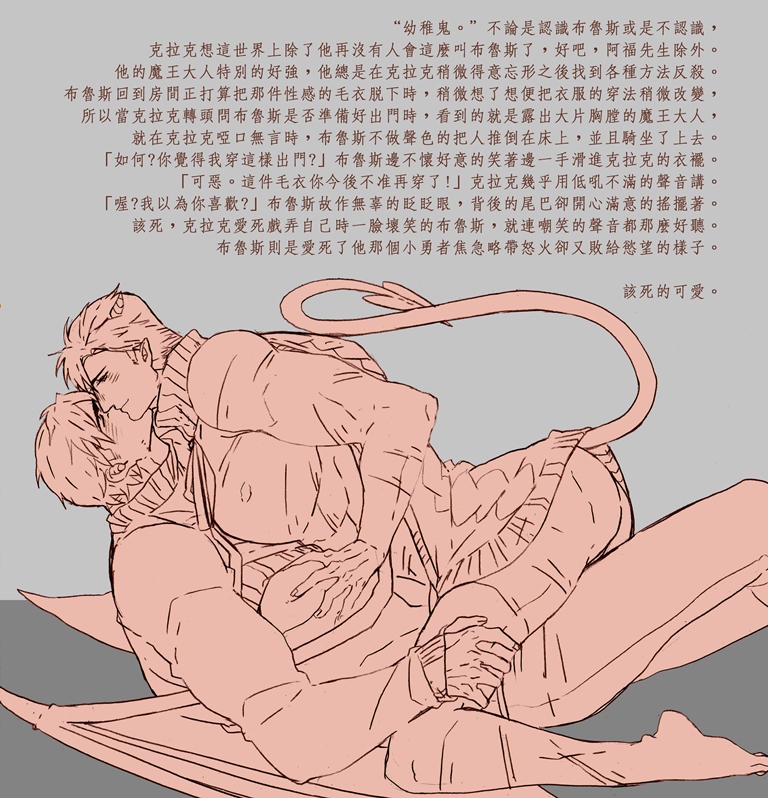 “幼稚鬼。”不論是認識布魯斯或是不認識，
克拉克想這世界上除了他再沒有人會這麼叫布魯斯了，好吧，阿福先生除外。
他的魔王大人特別的好強，他總是在克拉克稍微得意忘形之後找到各種方法反殺。
布魯斯回到房間正打算把那件性感的毛衣脫下時，稍微想了想便把衣服的穿法稍微改變，
所以當克拉克轉頭問布魯斯是否準備好出門時，看到的就是露出大片胸膛的魔王大人，
就在克拉克啞口無言時，布魯斯不做聲色的把人推倒在床上，並且騎坐了上去。
「如何?你覺得我穿這樣出門?」布魯斯邊不懷好意的笑著邊一手滑進克拉克的衣襬。
「可惡。這件毛衣你今後不准再穿了!」克拉克幾乎用低吼不滿的聲音講。
「喔?我以為你喜歡?」布魯斯故作無辜的眨眨眼，背後的尾巴卻開心滿意的搖擺著。
該死，克拉克愛死戲弄自己時一臉壞笑的布魯斯，就連嘲笑的聲音都那麼好聽。
布魯斯則是愛死了他那個小勇者焦急略帶怒火卻又敗給慾望的樣子。
該死的可愛。